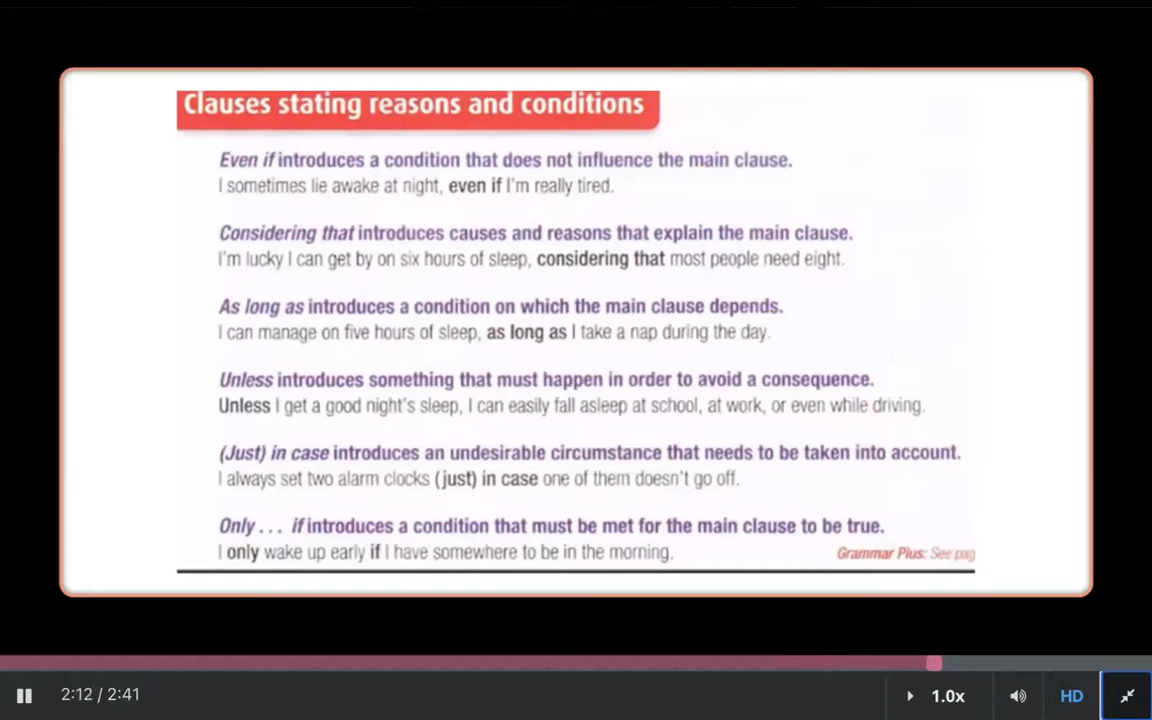 Clauses stating reasons and conditions
Even if introduces a condition that does not influence the main clause.
I sometimes lie awake at night, even if I'm really tired.
Considering that introduces causes and reasons that explain the main clause.
I'm lucky I can get by on six hours of sleep, considering that most people need eight.
As long as introduces a condition on which the main clause depends.
I can manage on five hours of sleep, as long as I take a nap during the day.
Unless introduces something that must happen in order to avoid a consequence.
Unless I get a good night's sleep, I can easily fall asleep at school, at work, or even while driving.
(Just) in case introduces an undesirable circumstance that needs to be taken into account.
I always set two alarm clocks (just) in case one of them doesn't go off.
Only . . . if introduces a condition that must be met for the main clause to be true.
I only wake up early if I have somewhere to be in the morning.
Grammar Plus: See pag
2:12 / 2:41
1.0x
HD